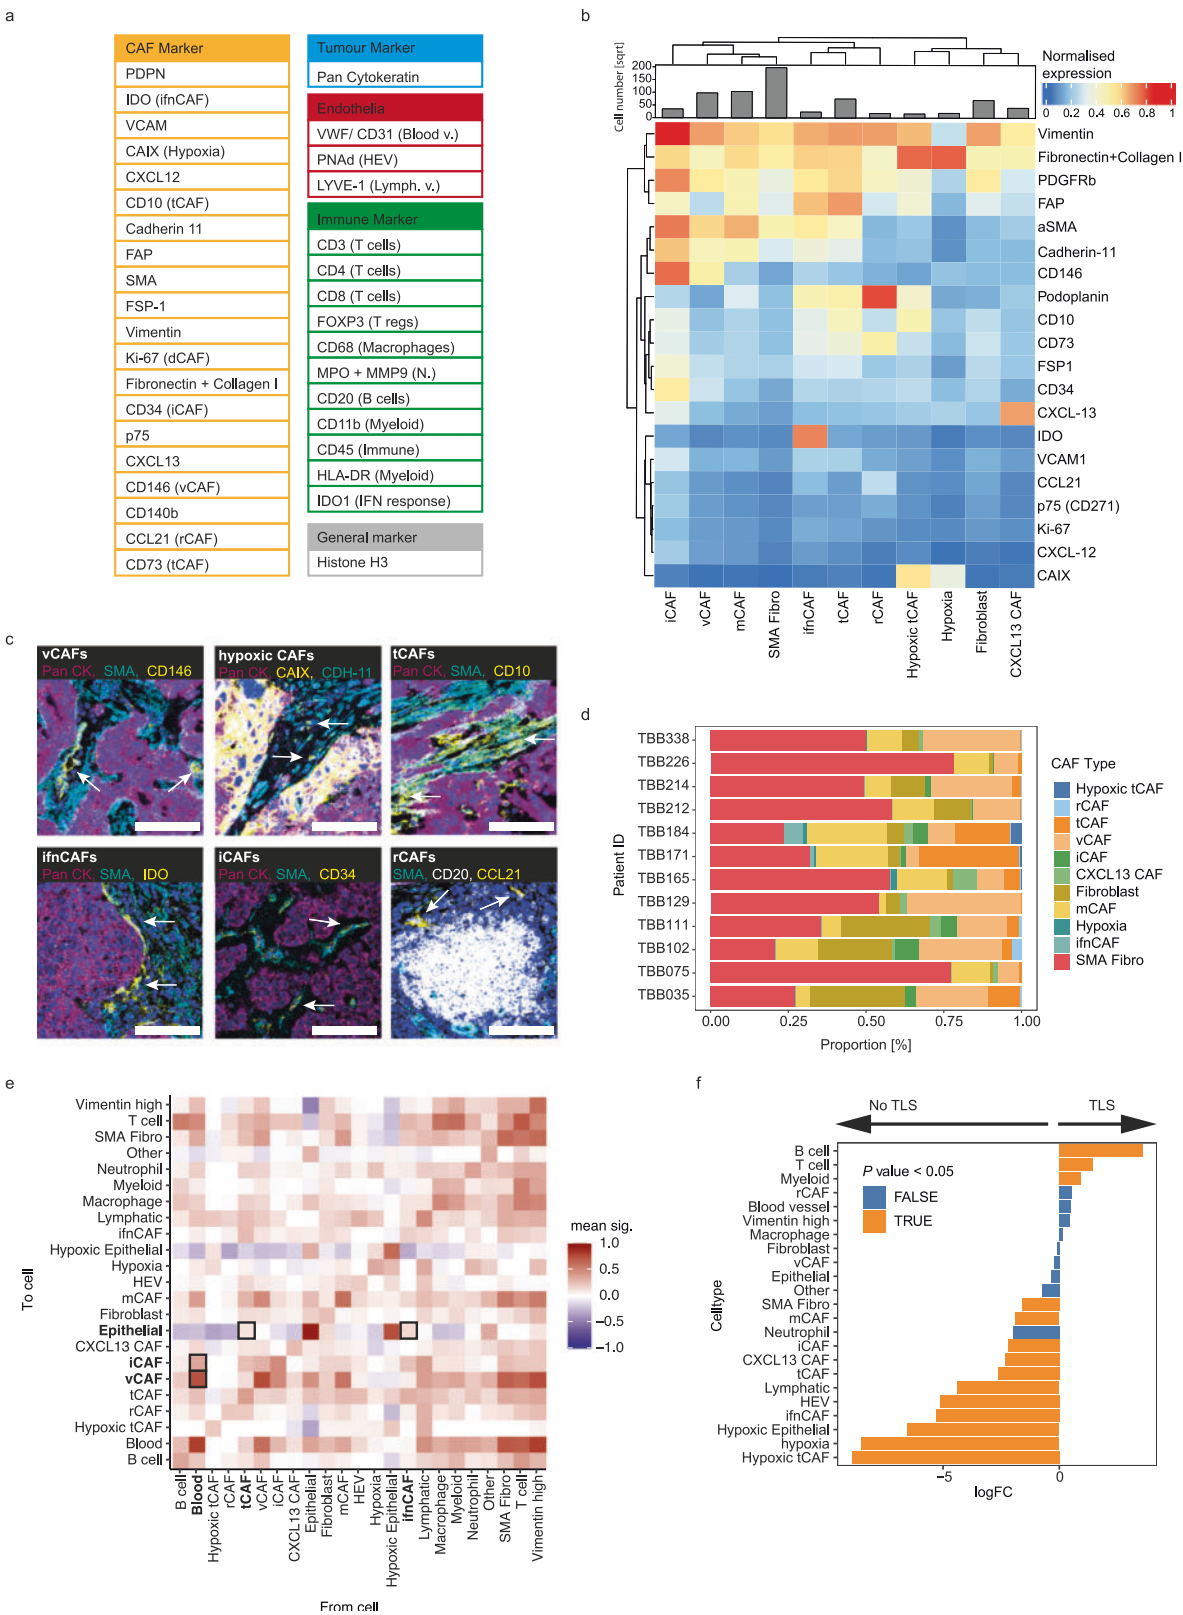 a
CAF Marker
PDPN
IDO (ifnCAF)
VCAM
CAIX (Hypoxia)
CXCL12
CD10 (tCAF)
Cadherin 11
FAP
SMA
FSP-1
Vimentin
Ki-67 (dCAF)
Fibronectin + Collagen I
CD34 (iCAF)
p75
CXCL13
CD146 (vCAF)
CD140b
CCL21 (rCAF)
CD73 (tCAF)
Tumour Marker
Pan Cytokeratin
Endothelia
VWF/ CD31 (Blood v.)
PNAd (HEV)
LYVE-1 (Lymph. v.)
Immune Marker
CD3 (T cells)
CD4 (T cells)
CD8 (T cells)
FOXP3 (T regs)
CD68 (Macrophages)
MPO + MMP9 (N.)
CD20 (B cells)
CD11b (Myeloid)
CD45 (Immune)
HLA-DR (Myeloid)
IDO1 (IFN response)
General marker
Histone H3
b
Cell number [sqrt]
200
150
100
50
0
Normalised
expression
0 0.2 0.4 0.6 0.8 1
Vimentin
Fibronectin+Collagen I
PDGFRb
FAP
aSMA
Cadherin-11
CD146
Podoplanin
CD10
CD73
FSP1
CD34
CXCL-13
IDO
VCAM1
CCL21
p75 (CD271)
Ki-67
CXCL-12
CAIX
iCAF
vCAF
mCAF
SMA Fibro
ifnCAF
tCAF
rCAF
Hypoxic tCAF
Hypoxia
Fibroblast
CXCL13 CAF
c
vCAFs
Pan CK, SMA, CD146
hypoxic CAFs
Pan CK, CAIX, CDH-11
tCAFs
Pan CK, SMA, CD10
ifnCAFs
Pan CK, SMA, IDO
iCAFs
Pan CK, SMA, CD34
rCAFs
SMA, CD20, CCL21
d
Patient ID
TBB338
TBB226
TBB214
TBB212
TBB184
TBB171
TBB165
TBB129
TBB111
TBB102
TBB075
TBB035
0.00 0.25 0.50 0.75 1.00
Proportion [%]
CAF Type
Hypoxic tCAF
rCAF
tCAF
vCAF
iCAF
CXCL13 CAF
Fibroblast
mCAF
Hypoxia
ifnCAF
SMA Fibro
e
To cell
Vimentin high
T cell
SMA Fibro
Other
Neutrophil
Myeloid
Macrophage
Lymphatic
ifnCAF
Hypoxic Epithelial
Hypoxia
HEV
mCAF
Fibroblast
Epithelial
CXCL13 CAF
iCAF
vCAF
tCAF
rCAF
Hypoxic tCAF
Blood
B cell
B cell
Blood
Hypoxic tCAF
rCAF
tCAF
vCAF
iCAF
CXCL13 CAF
Epithelial
Fibroblast
mCAF
HEV
Hypoxia
Hypoxic Epithelial
ifnCAF
Lymphatic
Macrophage
Myeloid
Neutrophil
Other
SMA Fibro
T cell
Vimentin high
From cell
mean sig.
1.0
0.5
0.0
−0.5
−1.0
f
No TLS
TLS
Celltype
B cell
T cell
Myeloid
rCAF
Blood vessel
Vimentin high
Macrophage
Fibroblast
vCAF
Epithelial
Other
SMA Fibro
mCAF
Neutrophil
iCAF
CXCL13 CAF
tCAF
Lymphatic
HEV
ifnCAF
Hypoxic Epithelial
hypoxia
Hypoxic tCAF
P value < 0.05
FALSE
TRUE
−5 0
logFC